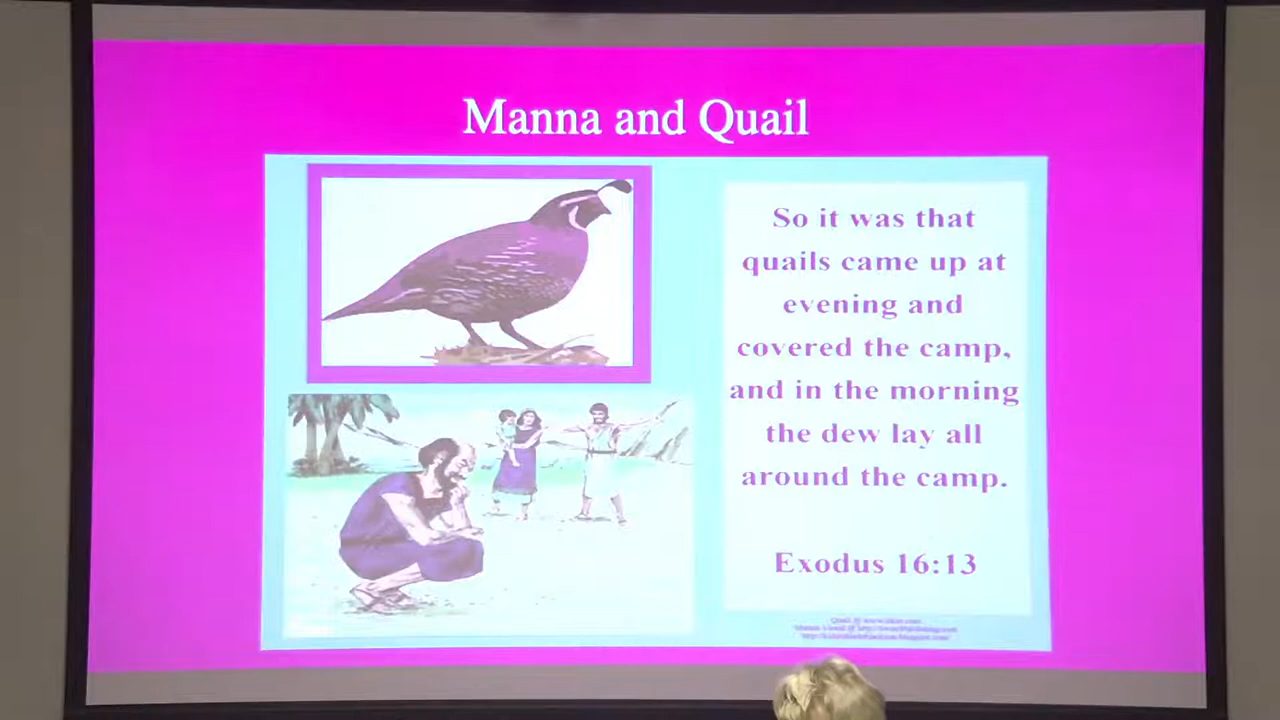 Manna and Quail
So it was that
quails came up at
evening and
covered the camp,
and in the morning
the dew lay all
around the camp.
Exodus 16:13